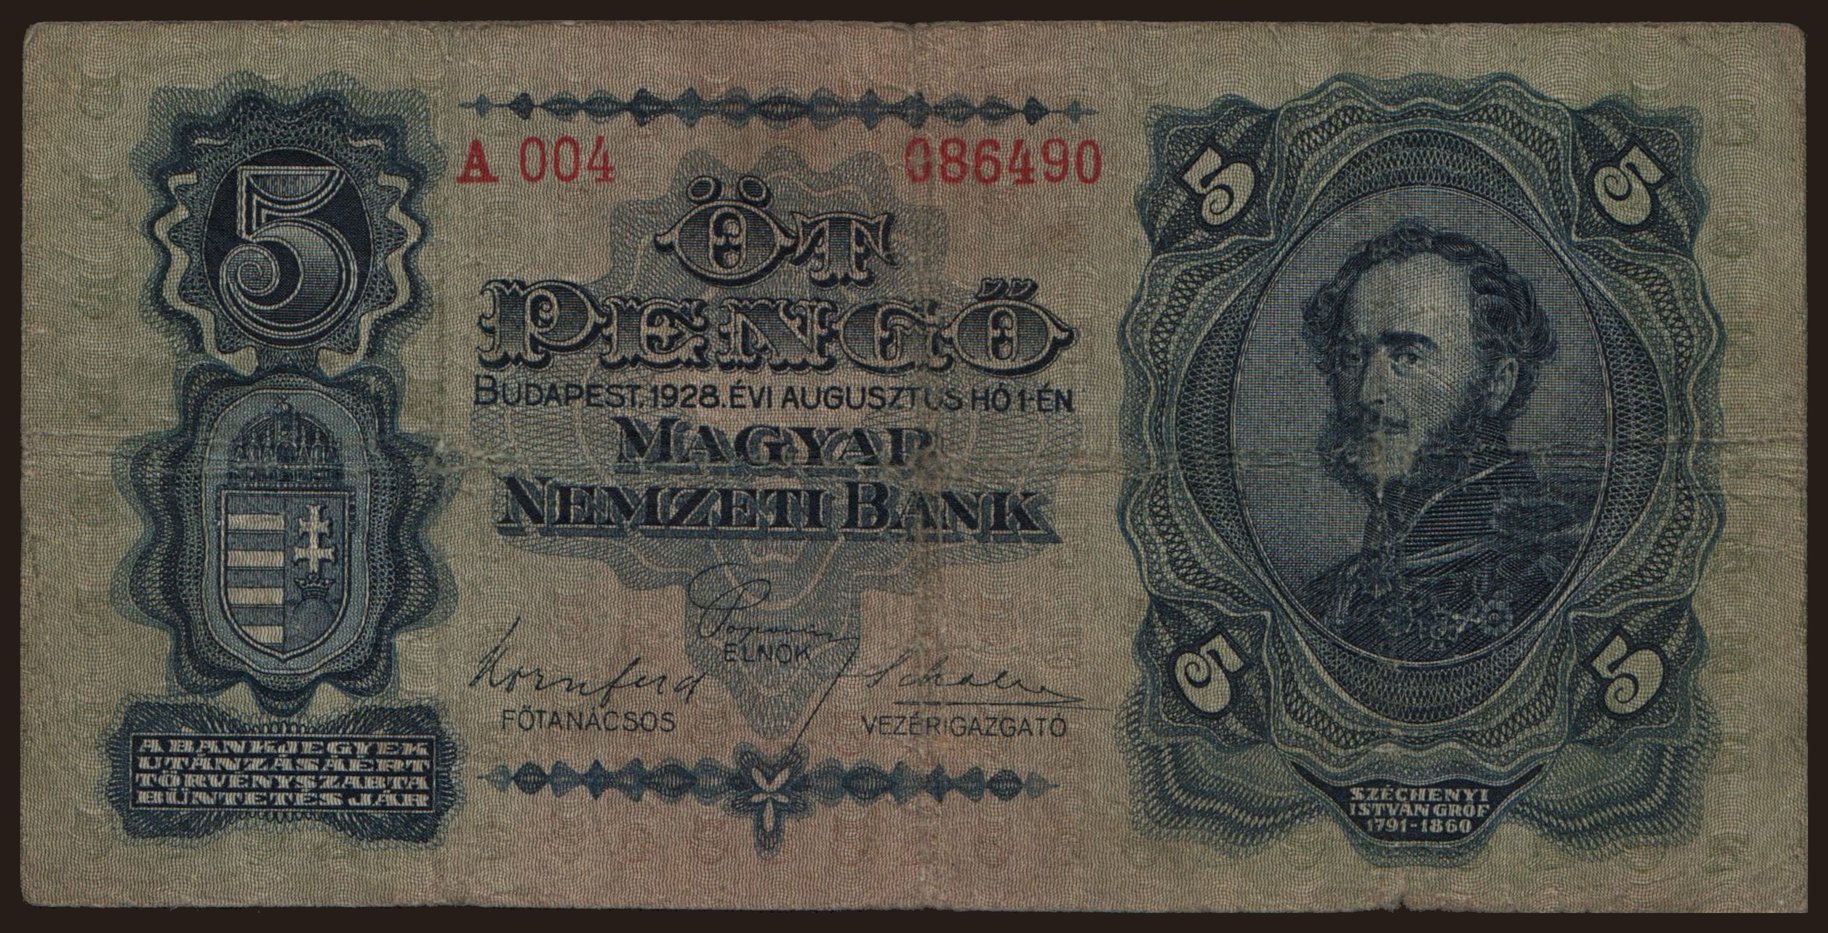 A 004 086490
5
ÖT
PENGŐ
BUDAPEST, 1928. ÉVI AUGUSZTUS HÓ 1-ÉN
MAGYAR
NEMZETI BANK
ELNÖK
FŐTANÁCSOS
VEZÉRIGAZGATÓ
A BANKJEGYEK
UTÁNZÁSÁÉRT
TÖRVÉNYSZABTA
BÜNTETÉS JÁR
5 5
5 5
SZÉCHENYI
ISTVÁN GRÓF
1791-1860